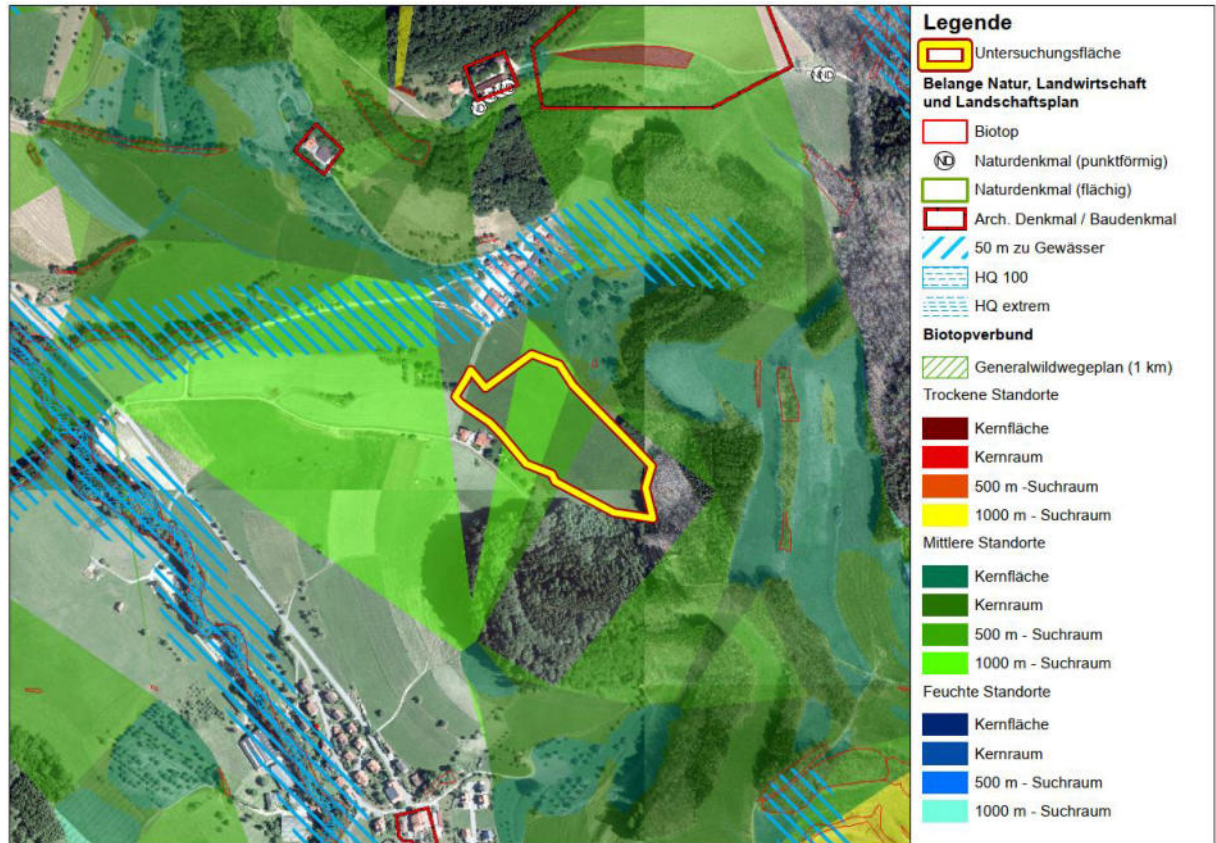 Legende
Untersuchungsfläche
Belange Natur, Landwirtschaft
und Landschaftsplan
Biotop
ND
Naturdenkmal (punktförmig)
Naturdenkmal (flächig)
Arch. Denkmal / Baudenkmal
50 m zu Gewässer
HQ 100
HQ extrem
Biotopverbund
Generalwildwegeplan (1 km)
Trockene Standorte
Kernfläche
Kernraum
500 m -Suchraum
1000 m - Suchraum
Mittlere Standorte
Kernfläche
Kernraum
500 m - Suchraum
1000 m - Suchraum
Feuchte Standorte
Kernfläche
Kernraum
500 m - Suchraum
1000 m - Suchraum
ND